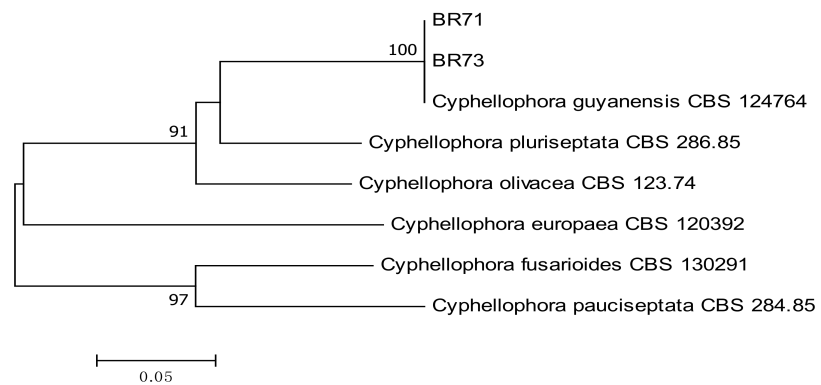 BR71
100
BR73
Cyphellophora guyanensis CBS 124764
91
Cyphellophora pluriseptata CBS 286.85
Cyphellophora olivacea CBS 123.74
Cyphellophora europaea CBS 120392
Cyphellophora fusarioides CBS 130291
97
Cyphellophora pauciseptata CBS 284.85
0.05